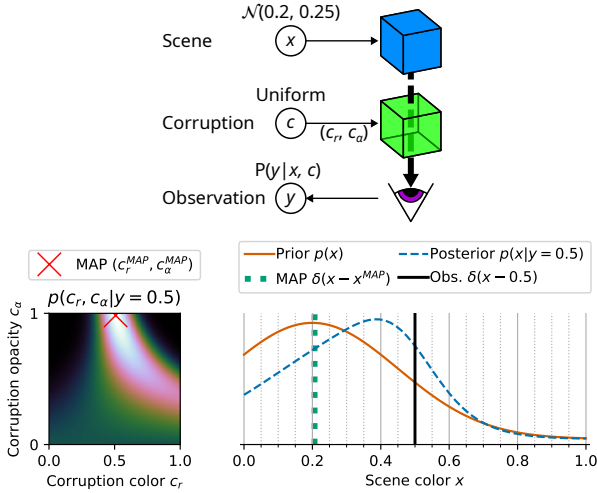 𝒩(0.2, 0.25)
Scene
x
Uniform
Corruption
c
(c_r, c_α)
P(y|x, c)
Observation
y
MAP (c_r^MAP, c_α^MAP)
Prior p(x)
Posterior p(x|y = 0.5)
MAP δ(x − x^MAP)
Obs. δ(x − 0.5)
p(c_r, c_α|y = 0.5)
Corruption opacity c_α
1
0
0.0
0.5
1.0
Corruption color c_r
0.0
0.2
0.4
0.6
0.8
1.0
Scene color x